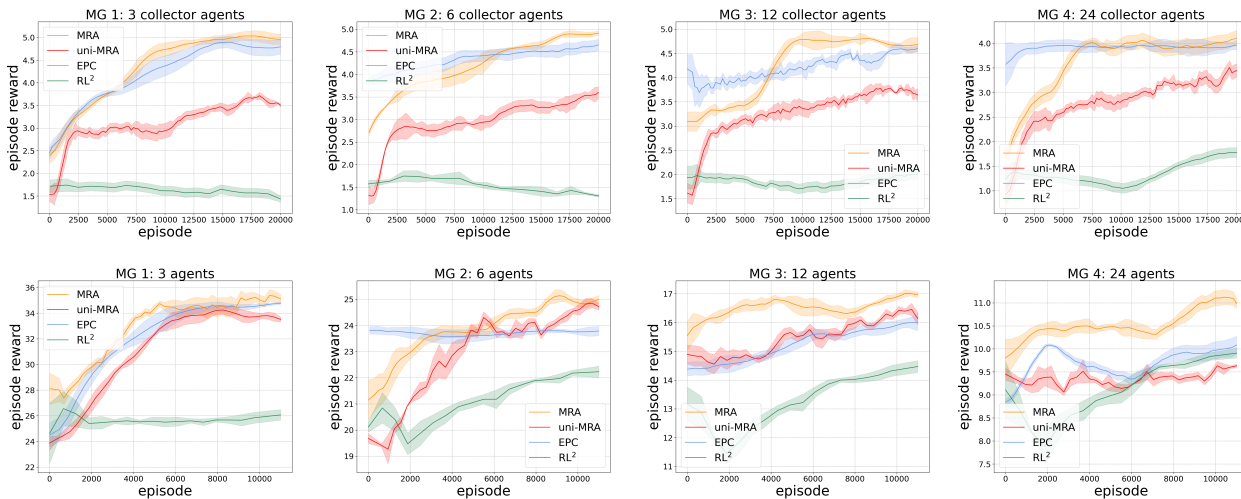 MG 1: 3 collector agents
MRA
uni-MRA
EPC
RL²
episode reward
5.0
4.5
4.0
3.5
3.0
2.5
2.0
1.5
0 2500 5000 7500 10000 12500 15000 17500 20000
episode
MG 2: 6 collector agents
MRA
uni-MRA
EPC
RL²
episode reward
5.0
4.5
4.0
3.5
3.0
2.5
2.0
1.5
1.0
0 2500 5000 7500 10000 12500 15000 17500 20000
episode
MG 3: 12 collector agents
episode reward
5.0
4.5
4.0
3.5
3.0
2.5
2.0
1.5
MRA
uni-MRA
EPC
RL²
0 2500 5000 7500 10000 12500 15000 17500 20000
episode
MG 4: 24 collector agents
episode reward
4.0
3.5
3.0
2.5
2.0
1.5
1.0
MRA
uni-MRA
EPC
RL²
0 2500 5000 7500 10000 12500 15000 17500 20000
episode
MG 1: 3 agents
MRA
uni-MRA
EPC
RL²
episode reward
36
34
32
30
28
26
24
22
0 2000 4000 6000 8000 10000
episode
MG 2: 6 agents
episode reward
25
24
23
22
21
20
19
MRA
uni-MRA
EPC
RL²
0 2000 4000 6000 8000 10000
episode
MG 3: 12 agents
episode reward
17
16
15
14
13
12
11
MRA
uni-MRA
EPC
RL²
0 2000 4000 6000 8000 10000
episode
MG 4: 24 agents
episode reward
11.0
10.5
10.0
9.5
9.0
8.5
8.0
7.5
MRA
uni-MRA
EPC
RL²
0 2000 4000 6000 8000 10000
episode